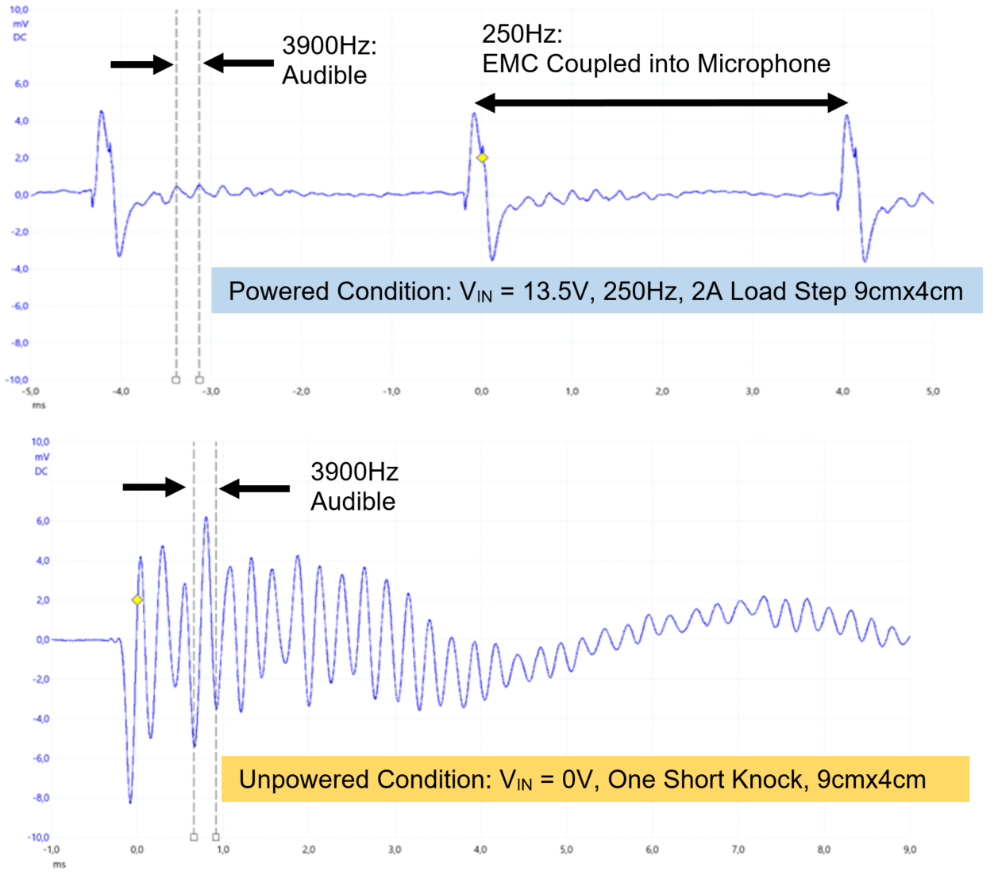 10,0
mV
DC
6,0
4,0
2,0
0,0
-2,0
-4,0
-6,0
-8,0
-10,0
3900Hz:
Audible
250Hz:
EMC Coupled into Microphone
Powered Condition: VIN = 13.5V, 250Hz, 2A Load Step 9cmx4cm
-5,0 -4,0 -3,0 -2,0 -1,0 0,0 1,0 2,0 3,0 4,0 5,0
ms
10,0
mV
DC
6,0
4,0
2,0
0,0
-2,0
-4,0
-6,0
-8,0
-10,0
3900Hz
Audible
Unpowered Condition: VIN = 0V, One Short Knock, 9cmx4cm
-1,0 0,0 1,0 2,0 3,0 4,0 5,0 6,0 7,0 8,0 9,0
ms